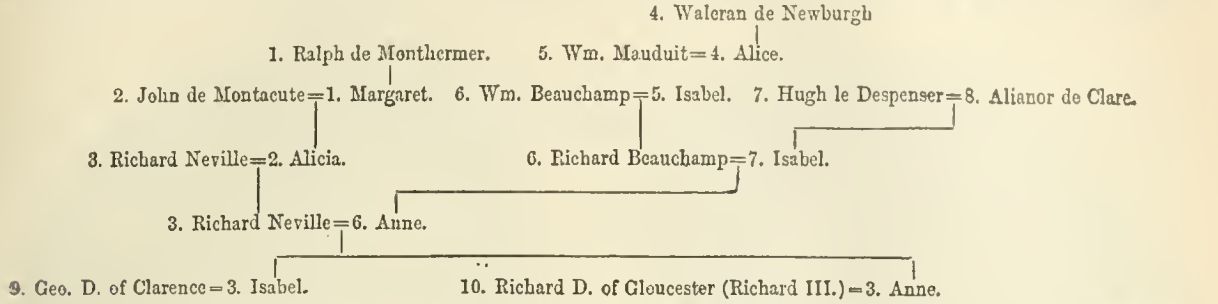 4. Waleran de Newburgh
1. Ralph de Monthermer. 5. Wm. Mauduit=4. Alice.
2. John de Montacute=1. Margaret. 6. Wm. Beauchamp=5. Isabel. 7. Hugh le Despenser=8. Alianor de Clare.
3. Richard Neville=2. Alicia. 6. Richard Beauchamp=7. Isabel.
3. Richard Neville=6. Anne.
9. Geo. D. of Clarence=3. Isabel. 10. Richard D. of Gloucester (Richard III.)=3. Anne.